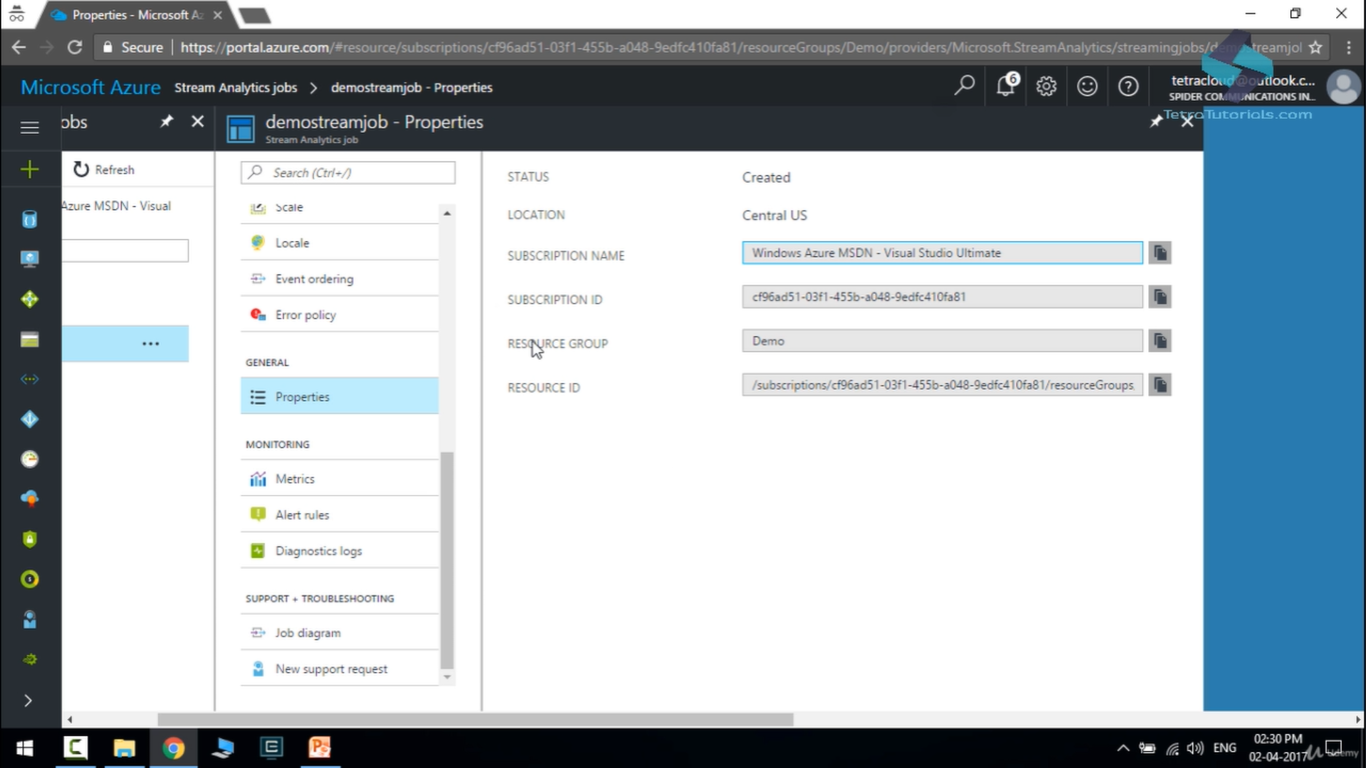 Properties - Microsoft Az
Secure
https://portal.azure.com/#resource/subscriptions/cf96ad51-03f1-455b-a048-9edfc410fa81/resourceGroups/Demo/providers/Microsoft.StreamAnalytics/streamingjobs/demostreamjol
Microsoft Azure Stream Analytics jobs > demostreamjob - Properties
6
tetracloud@outlook.c...
SPIDER COMMUNICATIONS IN...
TetraTutorials.com
obs
demostreamjob - Properties
Stream Analytics job
Refresh
Azure MSDN - Visual
...
Search (Ctrl+/)
Scale
Locale
Event ordering
Error policy
GENERAL
Properties
MONITORING
Metrics
Alert rules
Diagnostics logs
SUPPORT + TROUBLESHOOTING
Job diagram
New support request
STATUS Created
LOCATION Central US
SUBSCRIPTION NAME Windows Azure MSDN - Visual Studio Ultimate
SUBSCRIPTION ID cf96ad51-03f1-455b-a048-9edfc410fa81
RESOURCE GROUP Demo
RESOURCE ID /subscriptions/cf96ad51-03f1-455b-a048-9edfc410fa81/resourceGroups
ENG
02:30 PM
02-04-2017
Udemy